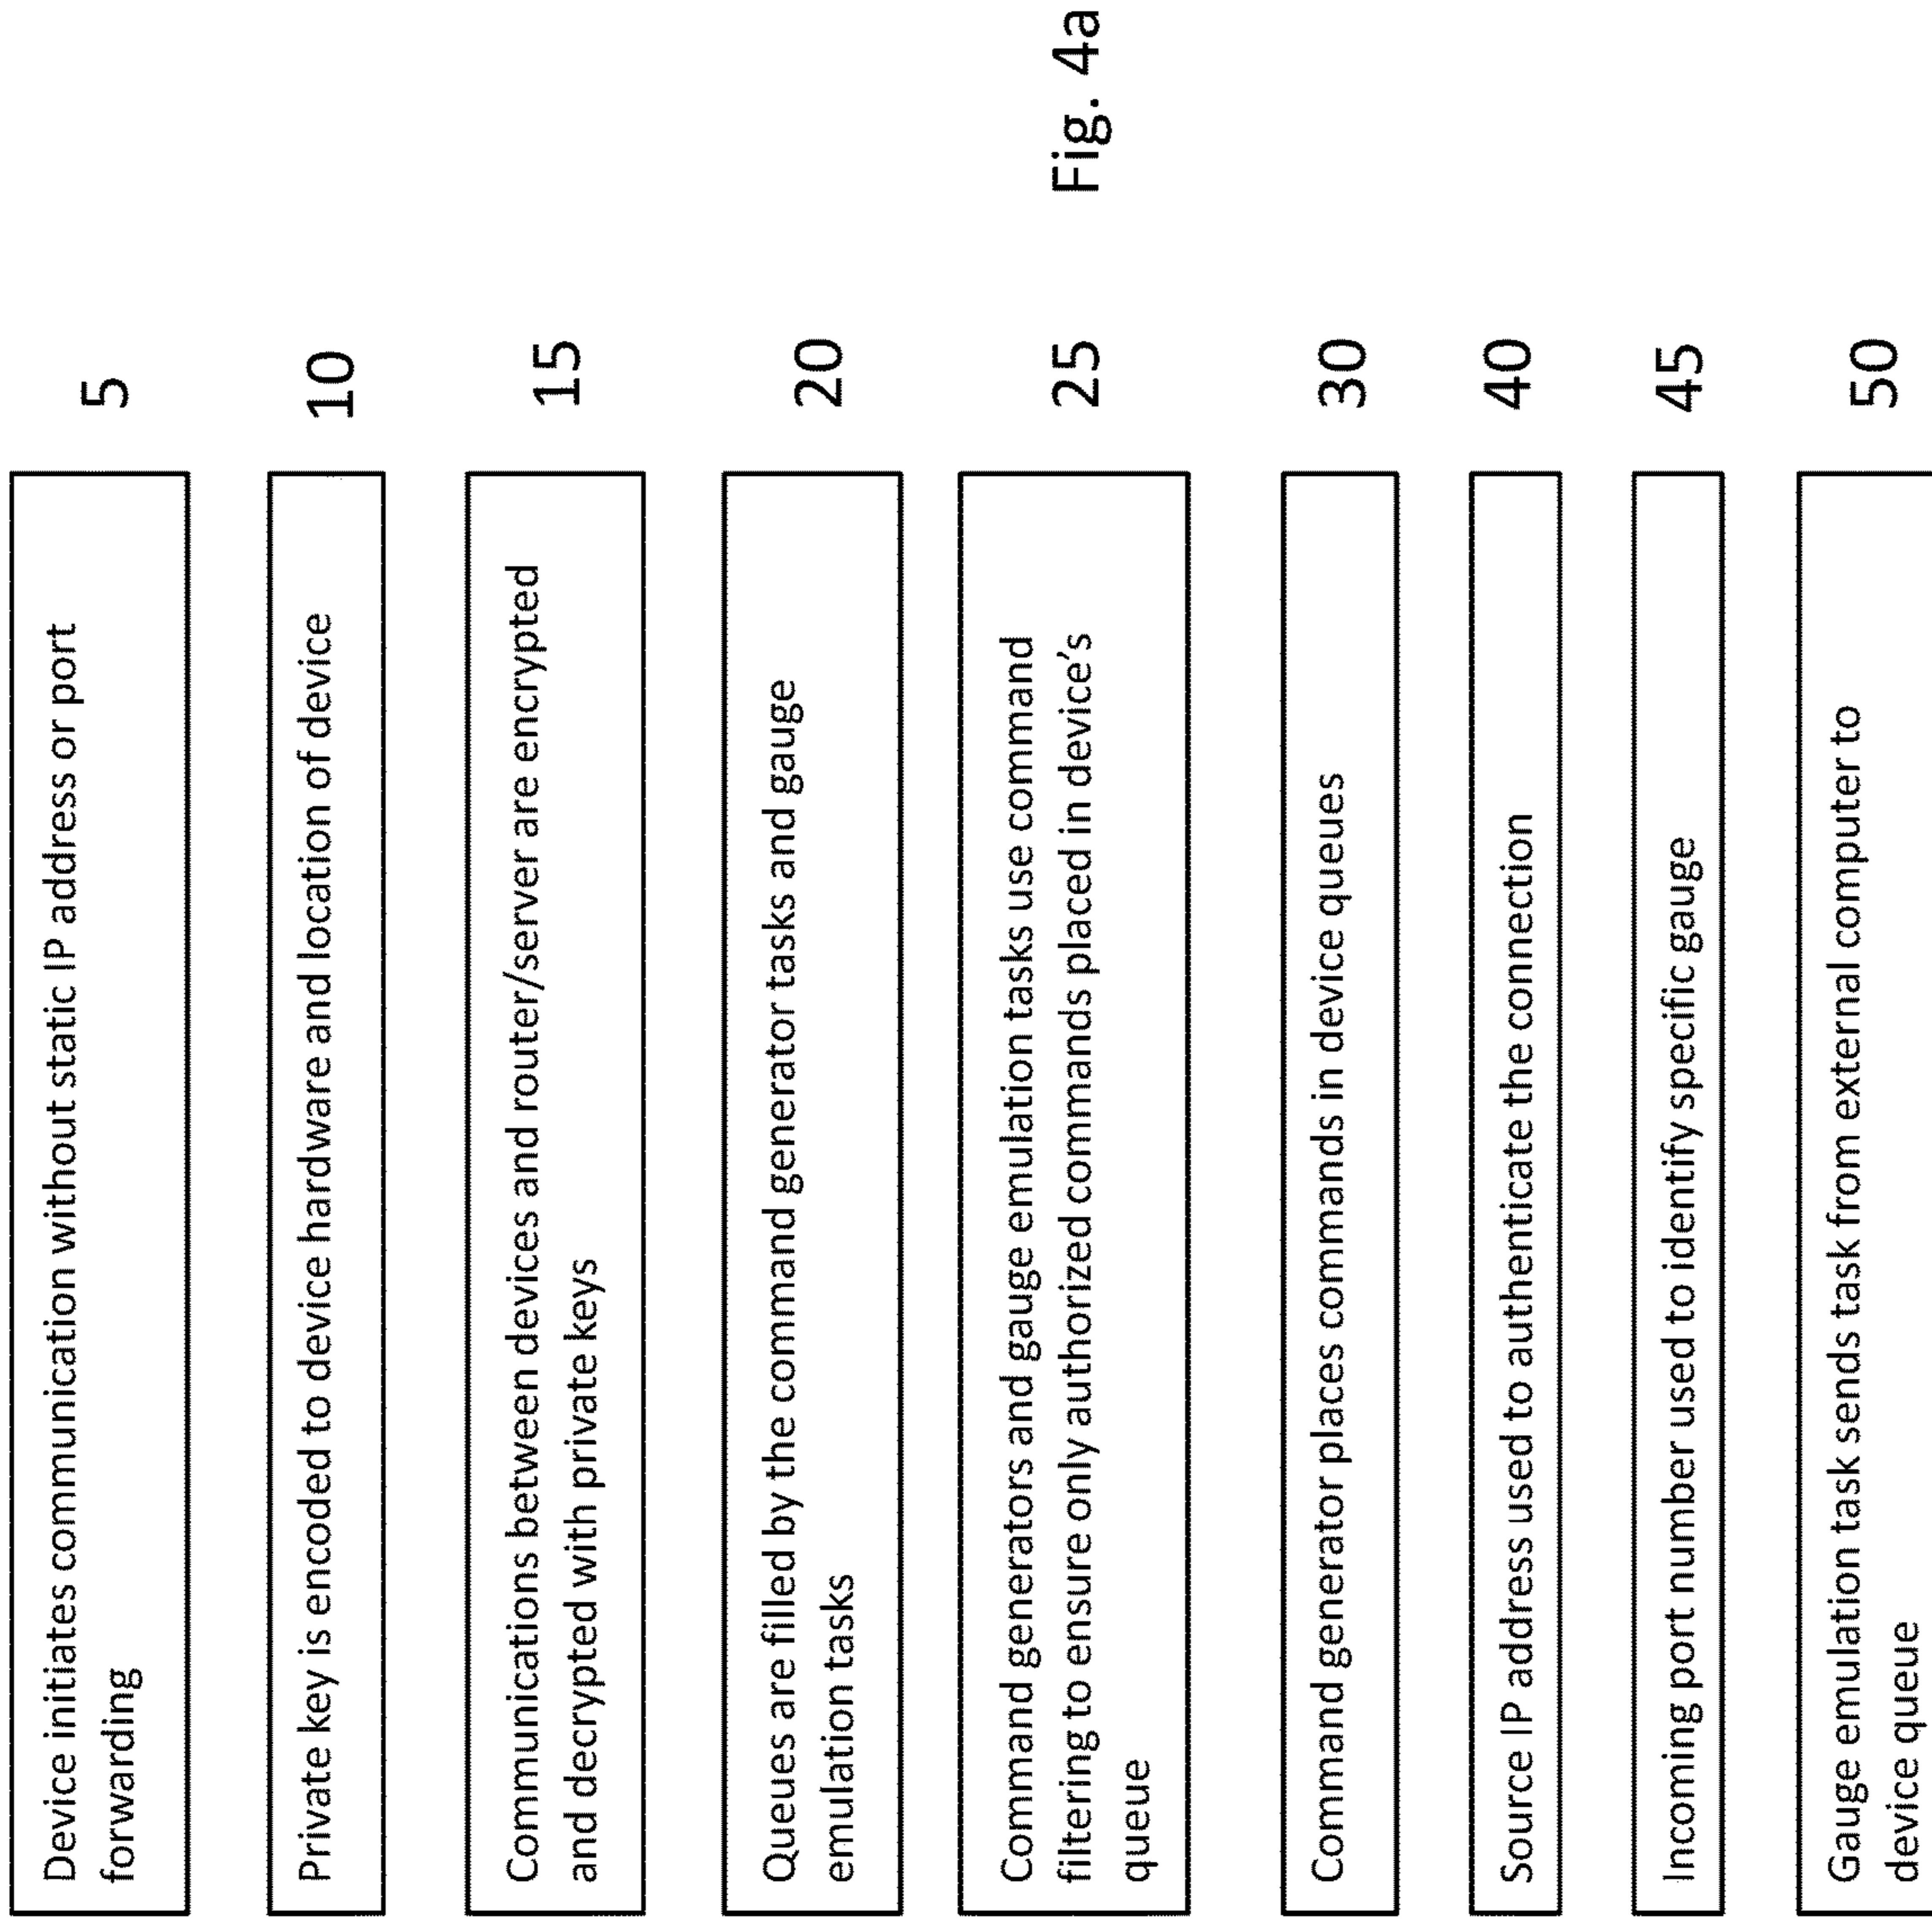 Device initiates communication without static IP address or port
forwarding
5
Private key is encoded to device hardware and location of device
10
Communications between devices and router/server are encrypted
and decrypted with private keys
15
Queues are filled by the command generator tasks and gauge
emulation tasks
20
Command generators and gauge emulation tasks use command
filtering to ensure only authorized commands placed in device's
queue
25
Command generator places commands in device queues
30
Source IP address used to authenticate the connection
40
Incoming port number used to identify specific gauge
45
Gauge emulation task sends task from external computer to
device queue
50
Fig. 4a